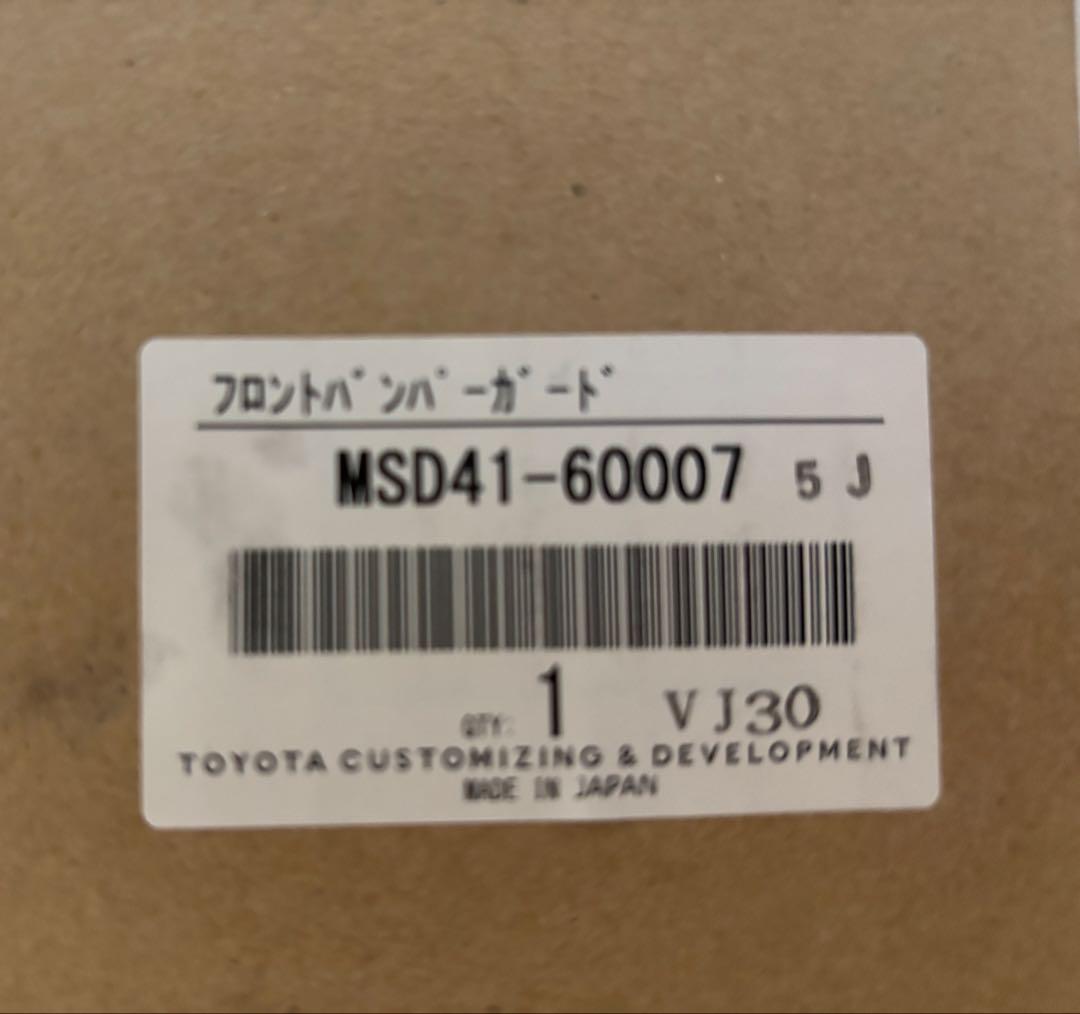 ﾌﾛﾝﾄﾊﾞﾝﾊﾟｰｶﾞｰﾄﾞ
MSD41-60007 5 J
QTY: 1 VJ30
TOYOTA CUSTOMIZING & DEVELOPMENT
MADE IN JAPAN